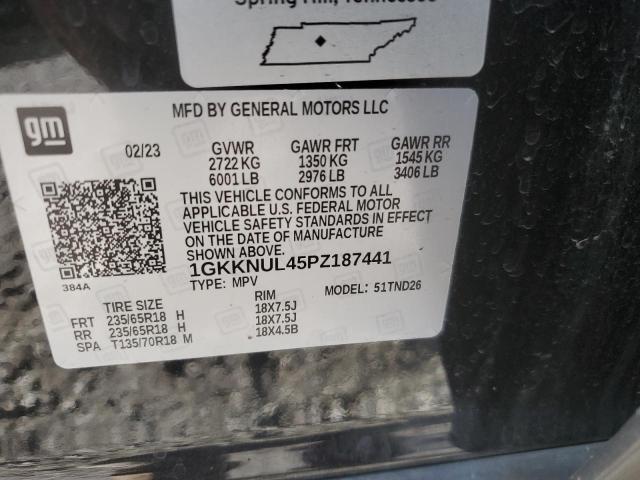 Spring Hill, Tennessee
gm
MFD BY GENERAL MOTORS LLC
02/23 GVWR GAWR FRT GAWR RR
2722 KG 1350 KG 1545 KG
6001 LB 2976 LB 3406 LB
THIS VEHICLE CONFORMS TO ALL
APPLICABLE U.S. FEDERAL MOTOR
VEHICLE SAFETY STANDARDS IN EFFECT
ON THE DATE OF MANUFACTURE
SHOWN ABOVE.
1GKKNUL45PZ187441
384A
TYPE: MPV MODEL: 51TND26
TIRE SIZE RIM
FRT 235/65R18 H 18X7.5J
RR 235/65R18 H 18X7.5J
SPA T135/70R18 M 18X4.5B